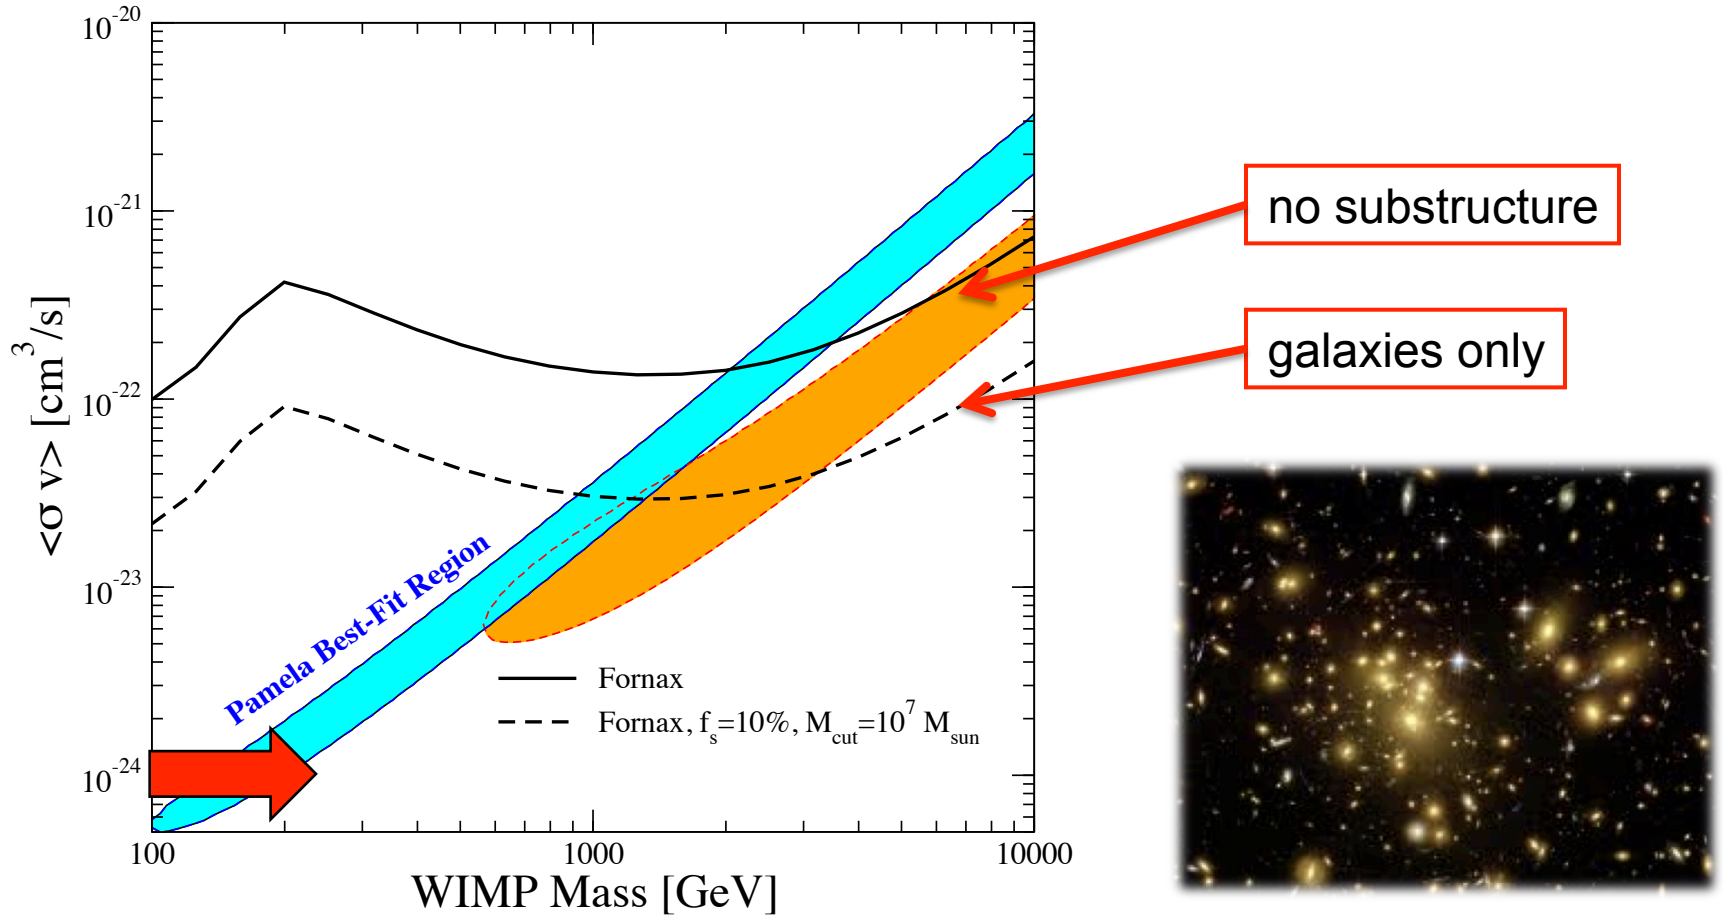 10^-20
10^-21
10^-22
10^-23
10^-24
<σ v> [cm^3/s]
100
1000
10000
WIMP Mass [GeV]
Pamela Best-Fit Region
Fornax
Fornax, f_s=10%, M_cut=10^7 M_sun
no substructure
galaxies only